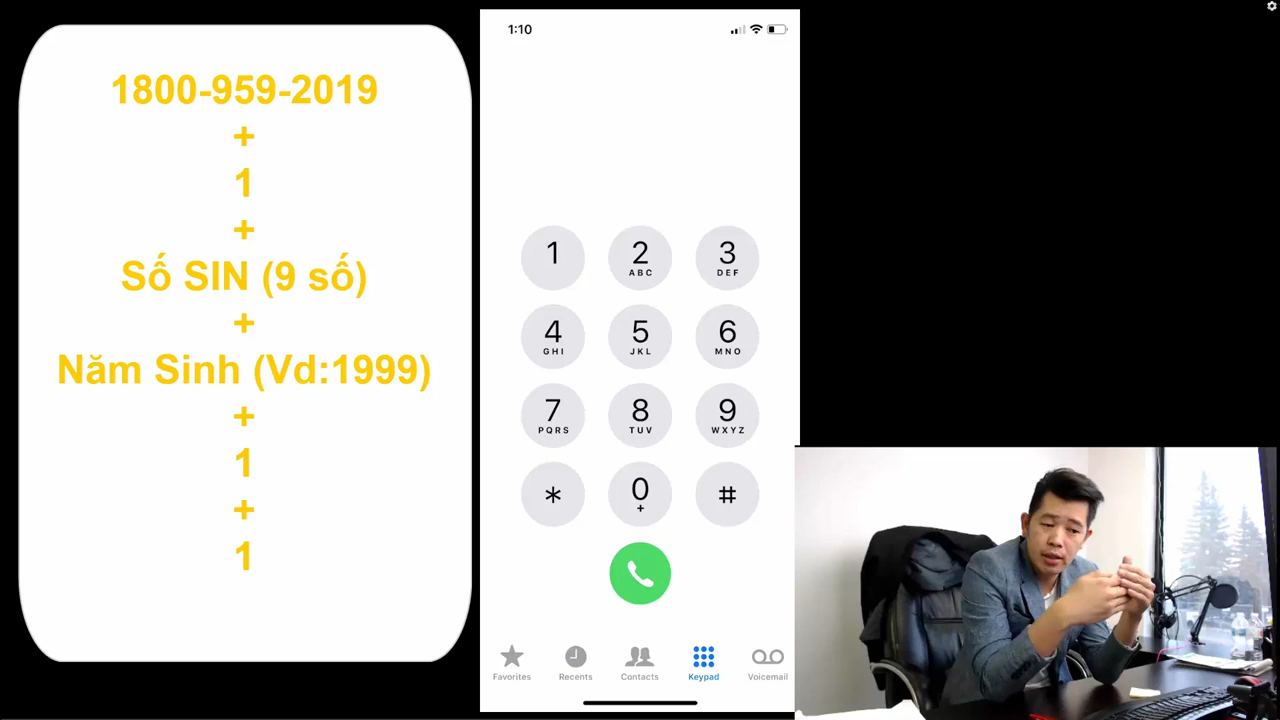 1800-959-2019
+
1
+
Số SIN (9 số)
+
Năm Sinh (Vd:1999)
+
1
+
1
1:10
1
2
ABC
3
DEF
4
GHI
5
JKL
6
MNO
7
PQRS
8
TUV
9
WXYZ
*
0
+
#
Favorites
Recents
Contacts
Keypad
Voicemail